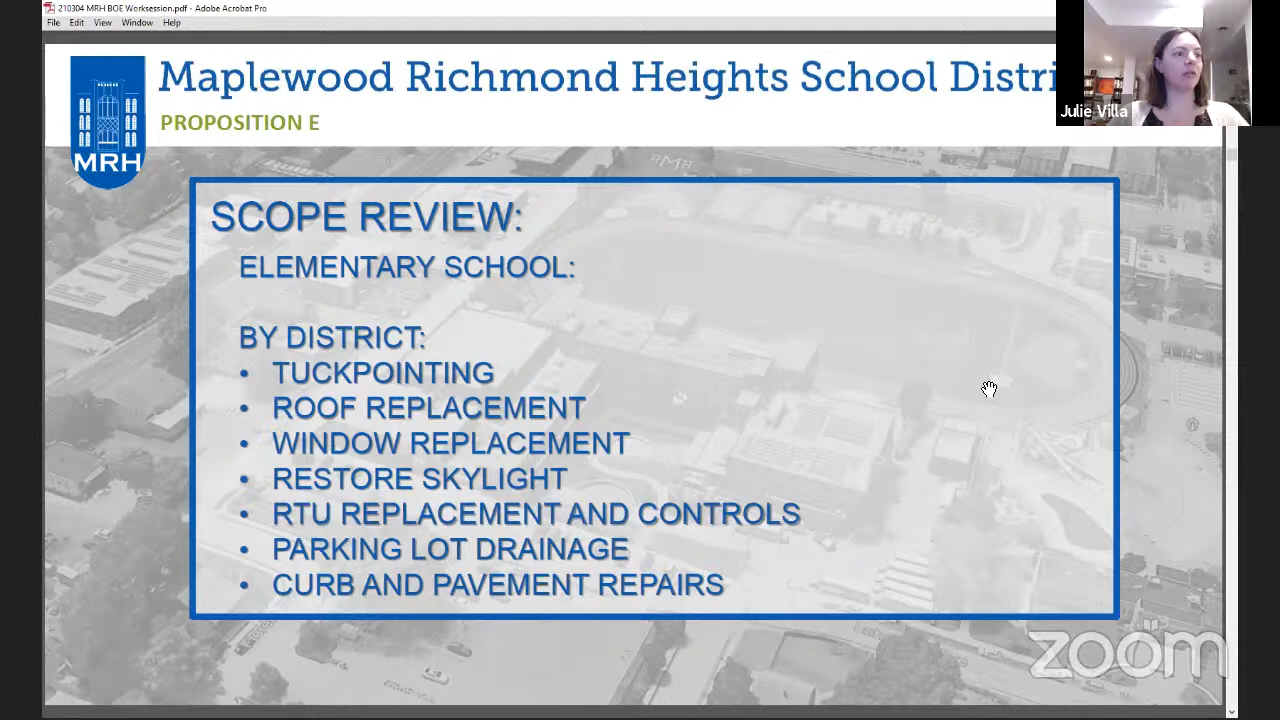 210304 MRH BOE Worksession.pdf - Adobe Acrobat Pro
File Edit View Window Help
Maplewood Richmond Heights School Distri
PROPOSITION E
MRH
Julie Villa
SCOPE REVIEW:
ELEMENTARY SCHOOL:
BY DISTRICT:
• TUCKPOINTING
• ROOF REPLACEMENT
• WINDOW REPLACEMENT
• RESTORE SKYLIGHT
• RTU REPLACEMENT AND CONTROLS
• PARKING LOT DRAINAGE
• CURB AND PAVEMENT REPAIRS
zoom